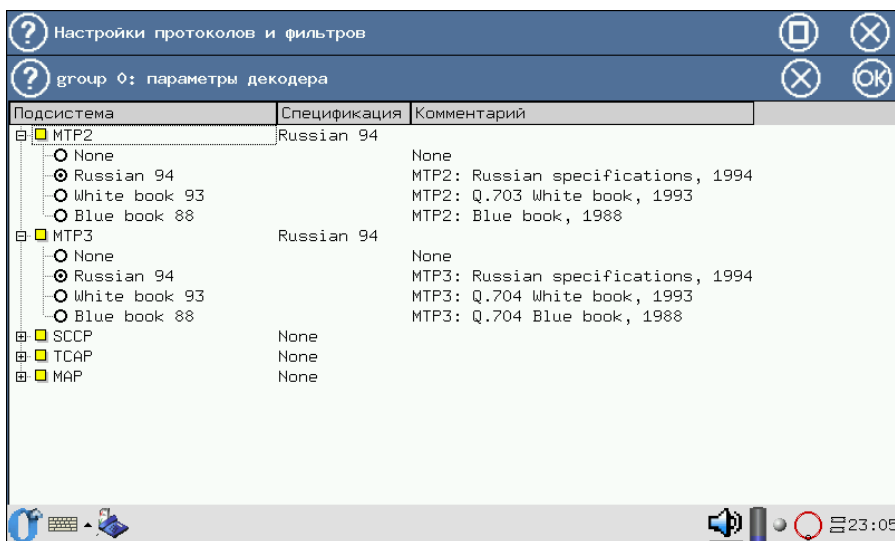 Настройки протоколов и фильтров
group 0: параметры декодера
OK
Подсистема Спецификация Комментарий
MTP2 Russian 94
None None
Russian 94 MTP2: Russian specifications, 1994
White book 93 MTP2: Q.703 White book, 1993
Blue book 88 MTP2: Blue book, 1988
MTP3 Russian 94
None None
Russian 94 MTP3: Russian specifications, 1994
White book 93 MTP3: Q.704 White book, 1993
Blue book 88 MTP3: Q.704 Blue book, 1988
SCCP None
TCAP None
MAP None
23:05